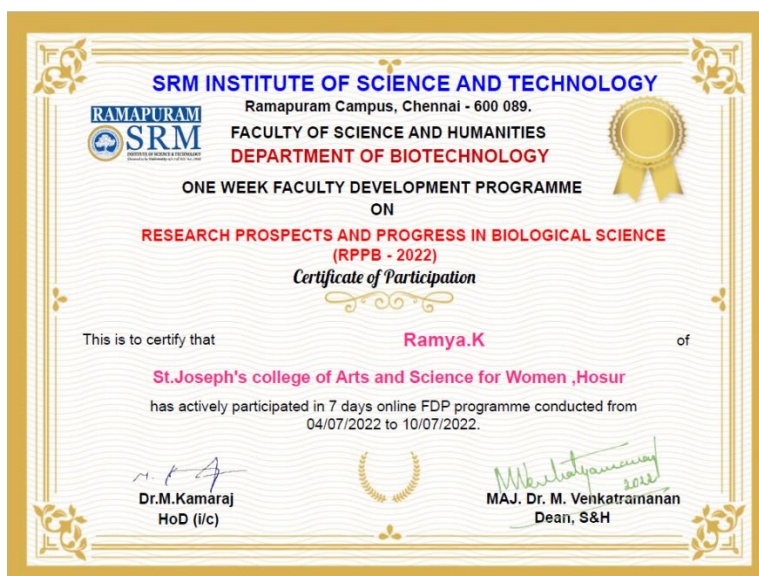 SRM INSTITUTE OF SCIENCE AND TECHNOLOGY
Ramapuram Campus, Chennai - 600 089.
RAMAPURAM
SRM
INSTITUTE OF SCIENCE & TECHNOLOGY
FACULTY OF SCIENCE AND HUMANITIES
DEPARTMENT OF BIOTECHNOLOGY
ONE WEEK FACULTY DEVELOPMENT PROGRAMME
ON
RESEARCH PROSPECTS AND PROGRESS IN BIOLOGICAL SCIENCE
(RPPB - 2022)
Certificate of Participation
This is to certify that Ramya.K of
St.Joseph's college of Arts and Science for Women ,Hosur
has actively participated in 7 days online FDP programme conducted from
04/07/2022 to 10/07/2022.
Dr.M.Kamaraj
HoD (i/c)
MAJ. Dr. M. Venkatramanan
Dean, S&H